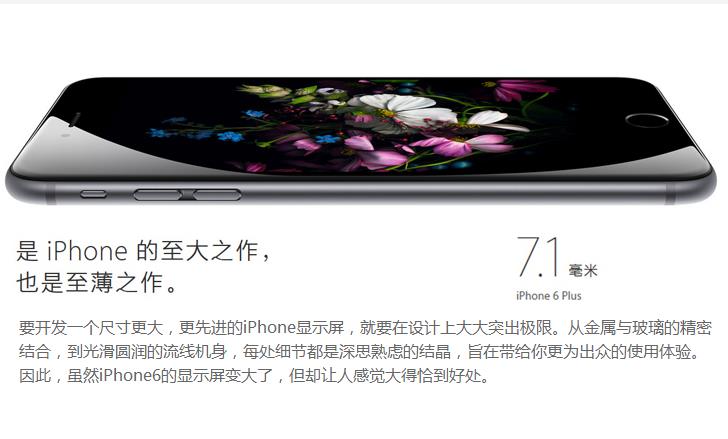 是 iPhone 的至大之作，
也是至薄之作。
7.1 毫米
iPhone 6 Plus
要开发一个尺寸更大，更先进的iPhone显示屏，就要在设计上大大突出极限。从金属与玻璃的精密
结合，到光滑圆润的流线机身，每处细节都是深思熟虑的结晶，旨在带给你更为出众的使用体验。
因此，虽然iPhone6的显示屏变大了，但却让人感觉大得恰到好处。